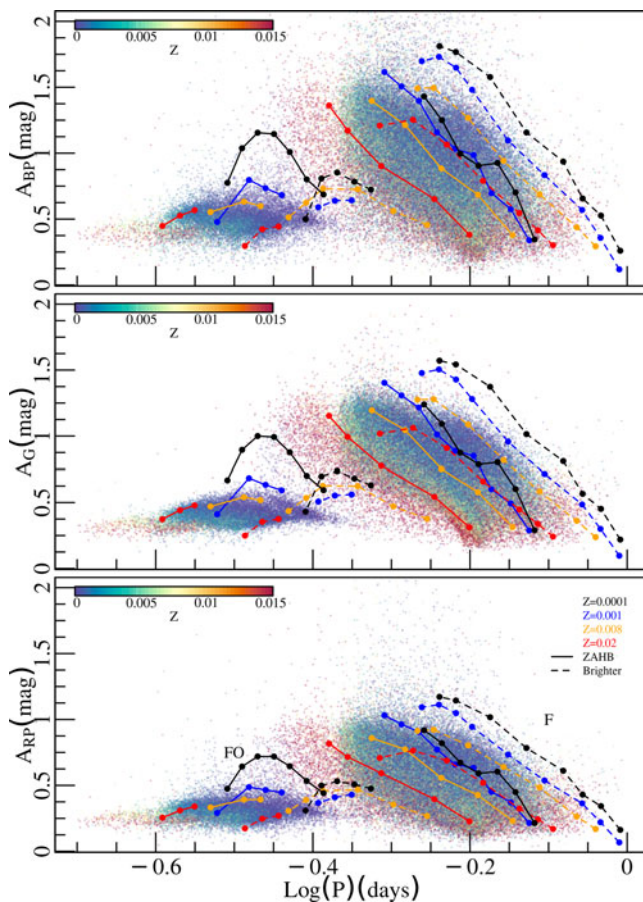 0 0.005 0.01 0.015
Z
A_BP(mag)
2
1.5
1
0.5
0
0 0.005 0.01 0.015
Z
A_G(mag)
2
1.5
1
0.5
0
0 0.005 0.01 0.015
Z
Z=0.0001
Z=0.001
Z=0.008
Z=0.02
ZAHB
Brighter
FO
F
A_RP(mag)
2
1.5
1
0.5
0
−0.6 −0.4 −0.2 0
Log(P)(days)